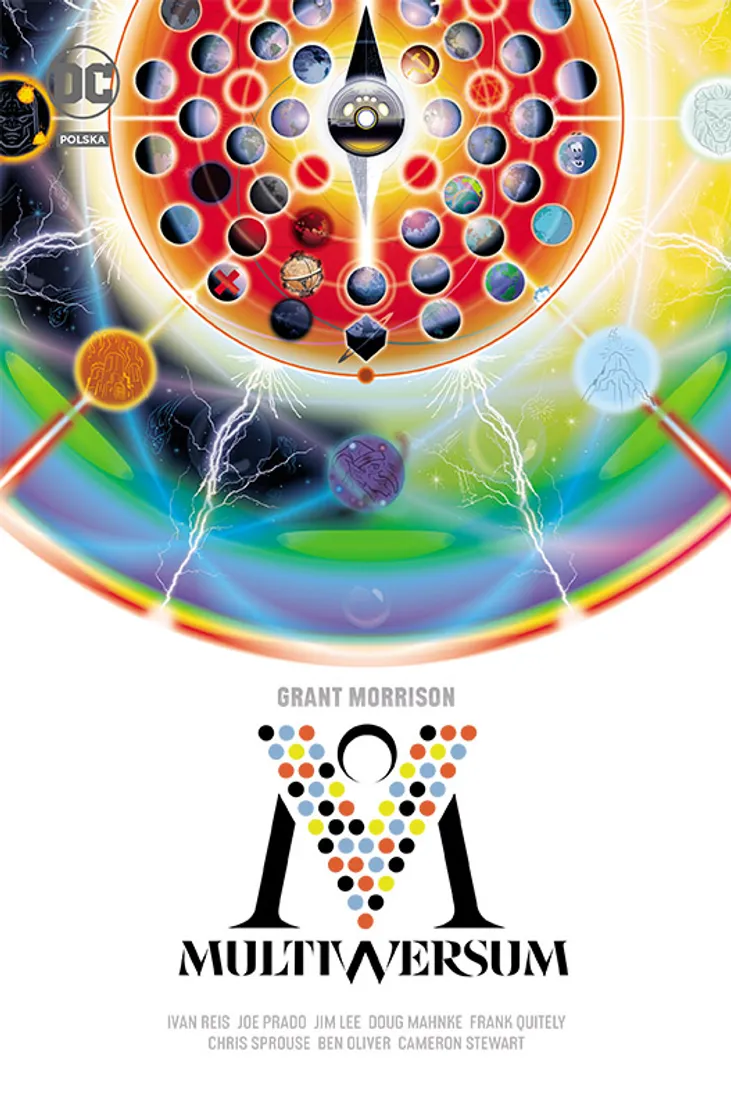 DC
POLSKA
GRANT MORRISON
MULTIWERSUM
IVAN REIS JOE PRADO JIM LEE DOUG MAHNKE FRANK QUITELY
CHRIS SPROUSE BEN OLIVER CAMERON STEWART